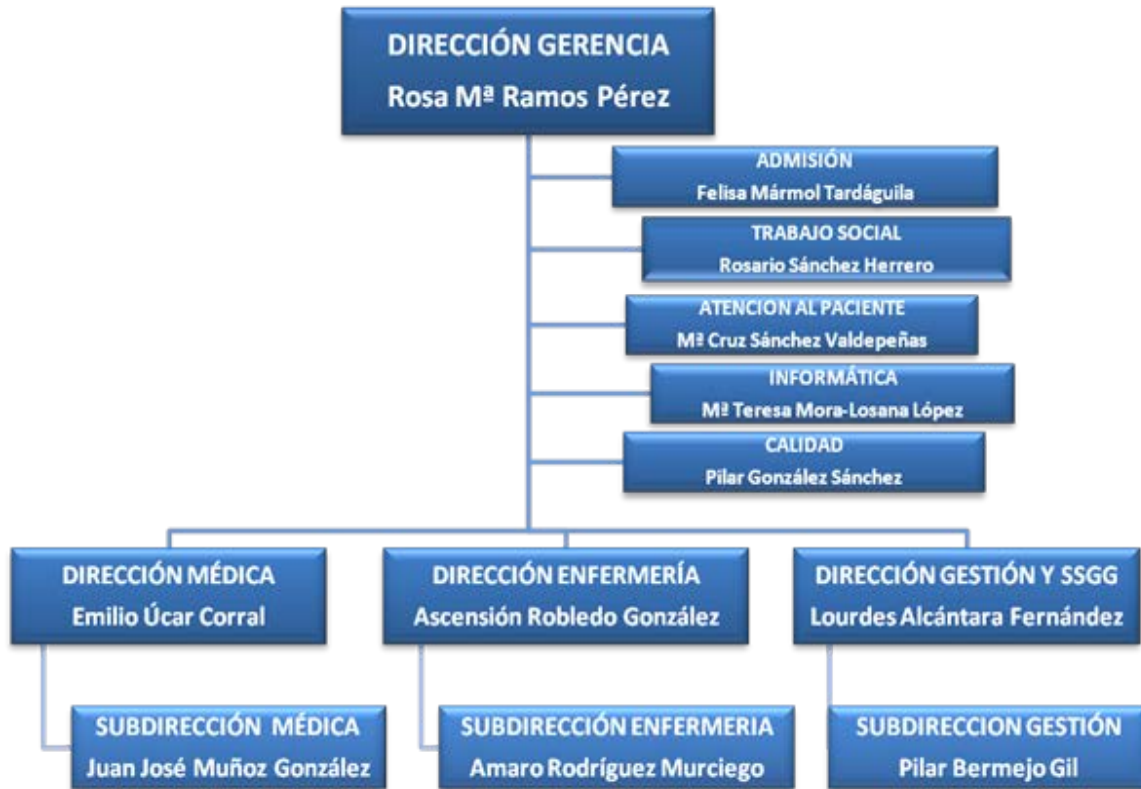 DIRECCIÓN GERENCIA
Rosa Mª Ramos Pérez
ADMISIÓN
Felisa Mármol Tardáguila
TRABAJO SOCIAL
Rosario Sánchez Herrero
ATENCION AL PACIENTE
Mª Cruz Sánchez Valdepeñas
INFORMÁTICA
Mª Teresa Mora-Losana López
CALIDAD
Pilar González Sánchez
DIRECCIÓN MÉDICA
Emilio Úcar Corral
DIRECCIÓN ENFERMERÍA
Ascensión Robledo González
DIRECCIÓN GESTIÓN Y SSGG
Lourdes Alcántara Fernández
SUBDIRECCIÓN MÉDICA
Juan José Muñoz González
SUBDIRECCIÓN ENFERMERIA
Amaro Rodríguez Murciego
SUBDIRECCION GESTIÓN
Pilar Bermejo Gil